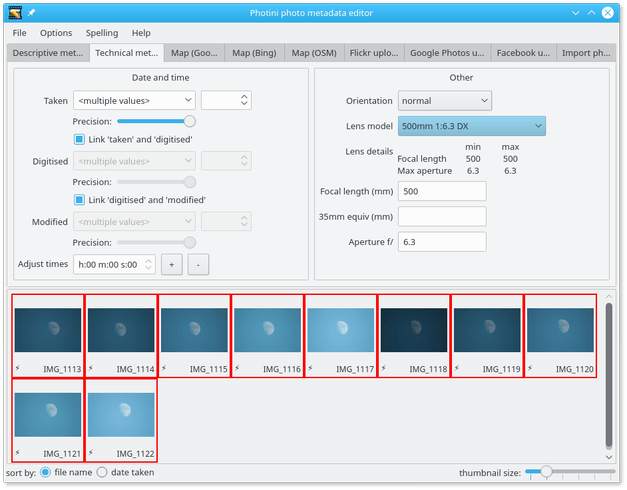 Photini photo metadata editor
File Options Spelling Help
Descriptive met... Technical met... Map (Goo... Map (Bing) Map (OSM) Flickr uplo... Google Photos u... Facebook u... Import ph...
Date and time
Taken <multiple values>
Precision:
Link 'taken' and 'digitised'
Digitised <multiple values>
Precision:
Link 'digitised' and 'modified'
Modified <multiple values>
Precision:
Adjust times h:00 m:00 s:00 + -
Other
Orientation normal
Lens model 500mm 1:6.3 DX
Lens details min max
Focal length 500 500
Max aperture 6.3 6.3
Focal length (mm) 500
35mm equiv (mm)
Aperture f/ 6.3
IMG_1113 IMG_1114 IMG_1115 IMG_1116 IMG_1117 IMG_1118 IMG_1119 IMG_1120
IMG_1121 IMG_1122
sort by: file name date taken thumbnail size: